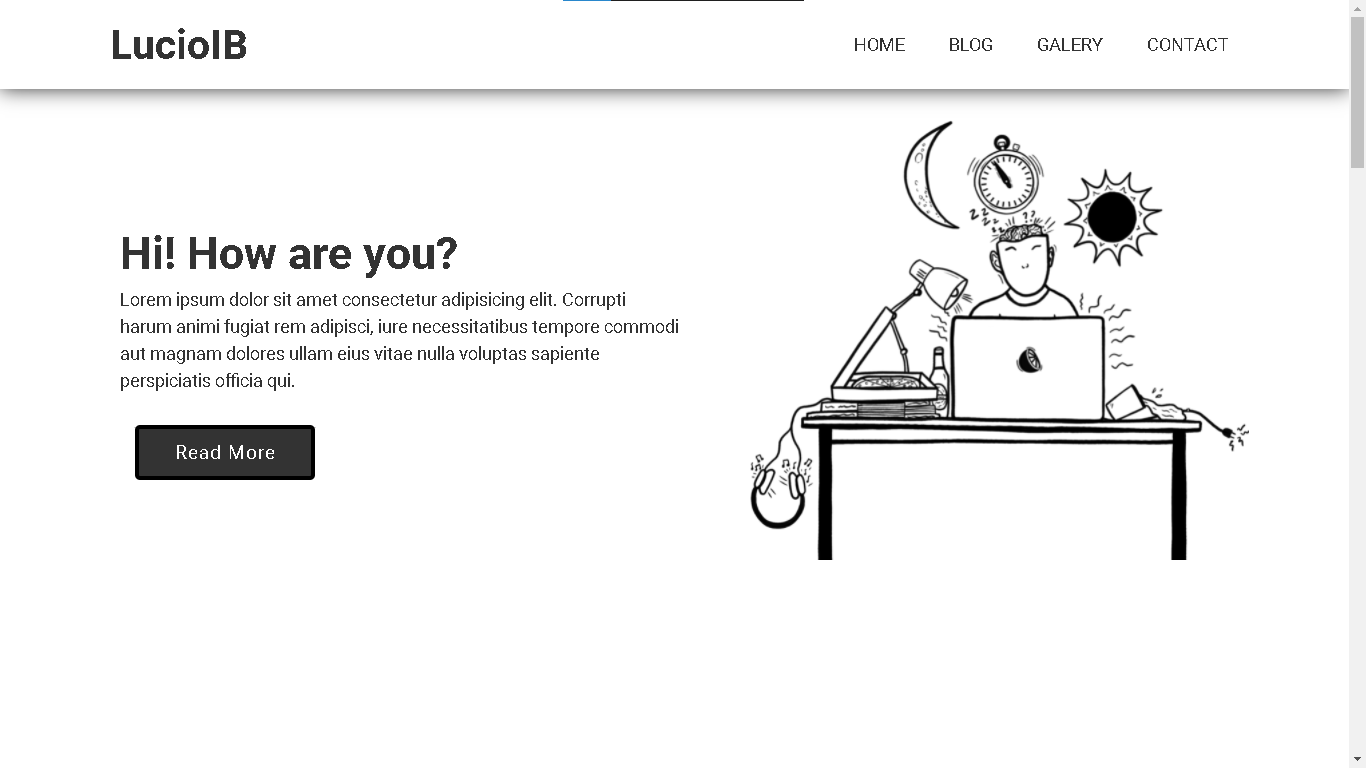 LucioIB
HOME
BLOG
GALERY
CONTACT
Hi! How are you?
Lorem ipsum dolor sit amet consectetur adipisicing elit. Corrupti
harum animi fugiat rem adipisci, iure necessitatibus tempore commodi
aut magnam dolores ullam eius vitae nulla voluptas sapiente
perspiciatis officia qui.
Read More
zz
zz
z
??